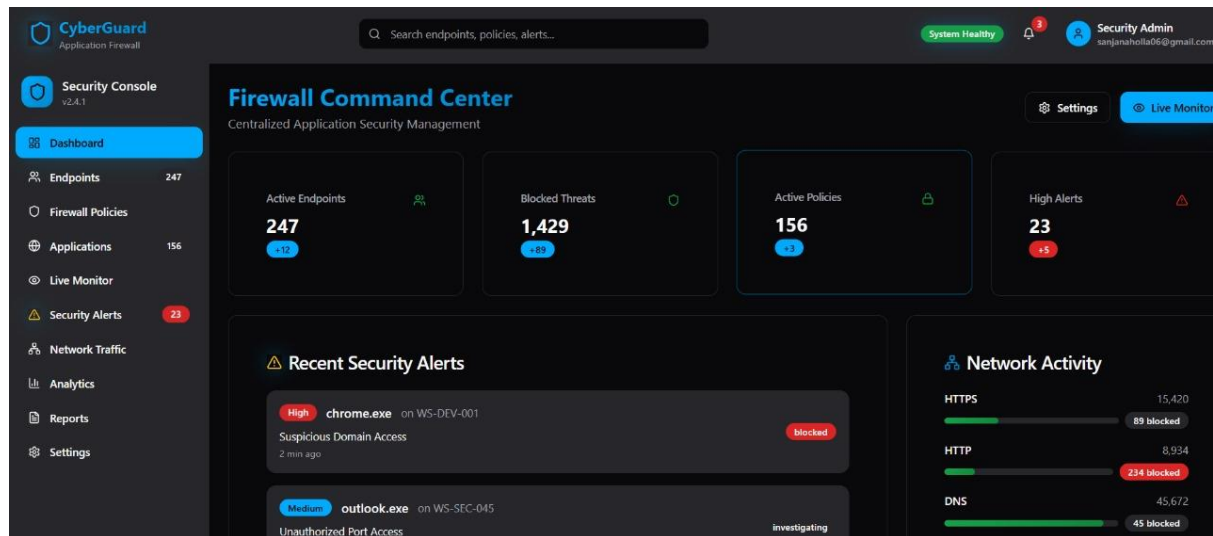 CyberGuard
Application Firewall
Search endpoints, policies, alerts...
System Healthy
3
Security Admin
sanjanaholla06@gmail.com
Security Console
v2.4.1
Dashboard
Endpoints 247
Firewall Policies
Applications 156
Live Monitor
Security Alerts 23
Network Traffic
Analytics
Reports
Settings
Firewall Command Center
Centralized Application Security Management
Settings
Live Monitor
Active Endpoints
247
+12
Blocked Threats
1,429
+89
Active Policies
156
+3
High Alerts
23
+5
Recent Security Alerts
High chrome.exe on WS-DEV-001
Suspicious Domain Access
2 min ago
blocked
Medium outlook.exe on WS-SEC-045
Unauthorized Port Access
investigating
Network Activity
HTTPS 15,420
89 blocked
HTTP 8,934
234 blocked
DNS 45,672
45 blocked